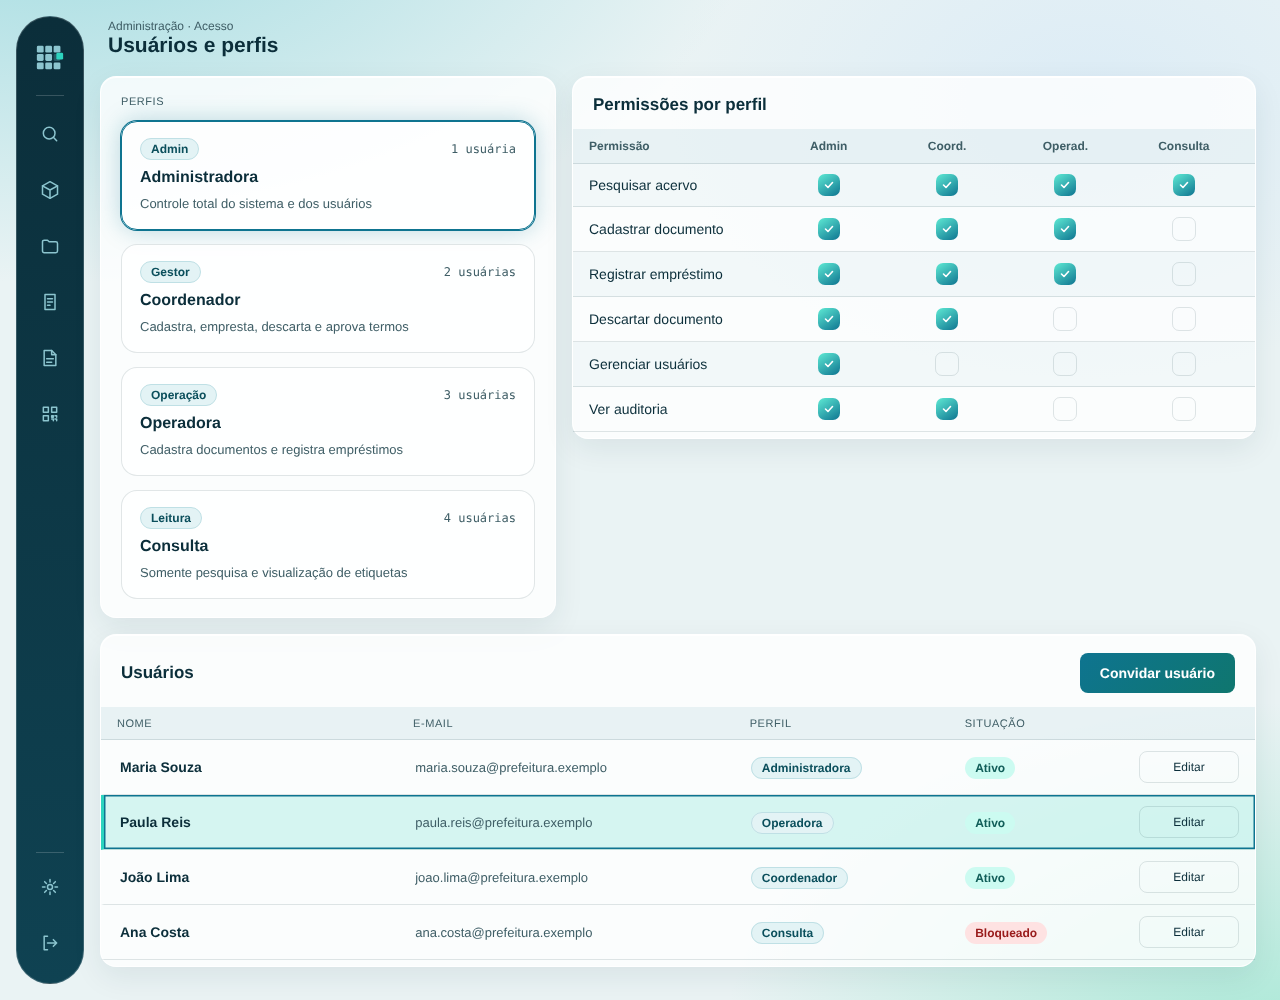 Administração · Acesso
Usuários e perfis
PERFIS
Admin
1 usuária
Administradora
Controle total do sistema e dos usuários
Gestor
2 usuárias
Coordenador
Cadastra, empresta, descarta e aprova termos
Operação
3 usuárias
Operadora
Cadastra documentos e registra empréstimos
Leitura
4 usuárias
Consulta
Somente pesquisa e visualização de etiquetas
Permissões por perfil
Permissão Admin Coord. Operad. Consulta
Pesquisar acervo
Cadastrar documento
Registrar empréstimo
Descartar documento
Gerenciar usuários
Ver auditoria
Usuários
Convidar usuário
NOME E-MAIL PERFIL SITUAÇÃO
Maria Souza maria.souza@prefeitura.exemplo Administradora Ativo Editar
Paula Reis paula.reis@prefeitura.exemplo Operadora Ativo Editar
João Lima joao.lima@prefeitura.exemplo Coordenador Ativo Editar
Ana Costa ana.costa@prefeitura.exemplo Consulta Bloqueado Editar